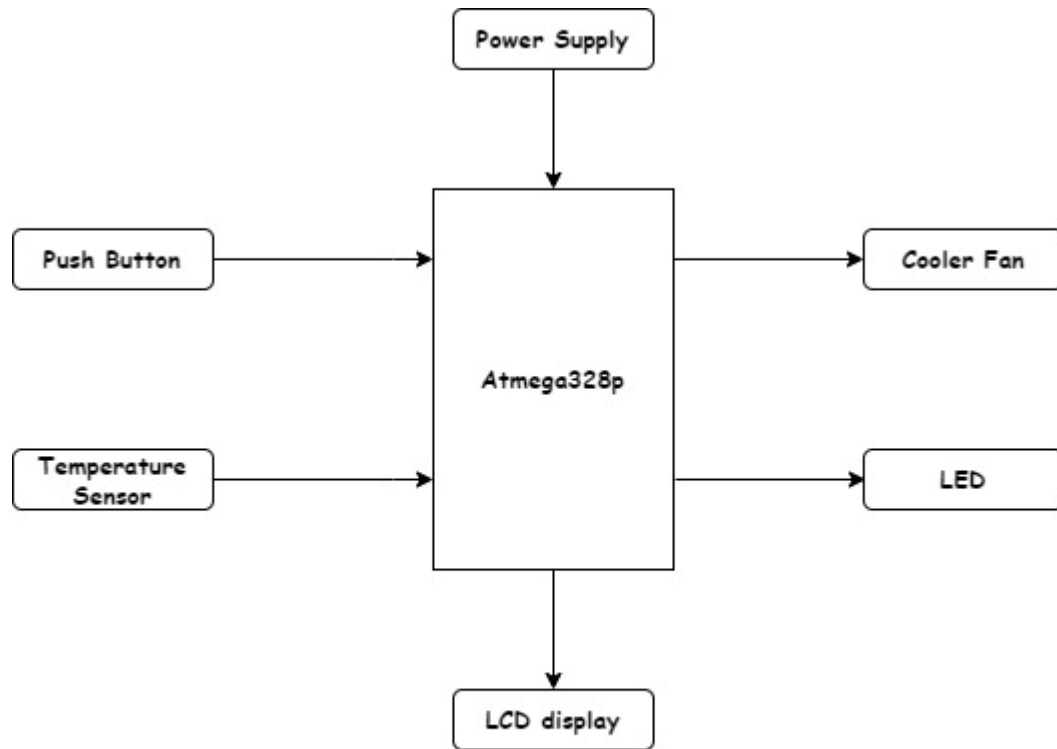 Power Supply
Push Button
Cooler Fan
Atmega328p
Temperature
Sensor
LED
LCD display